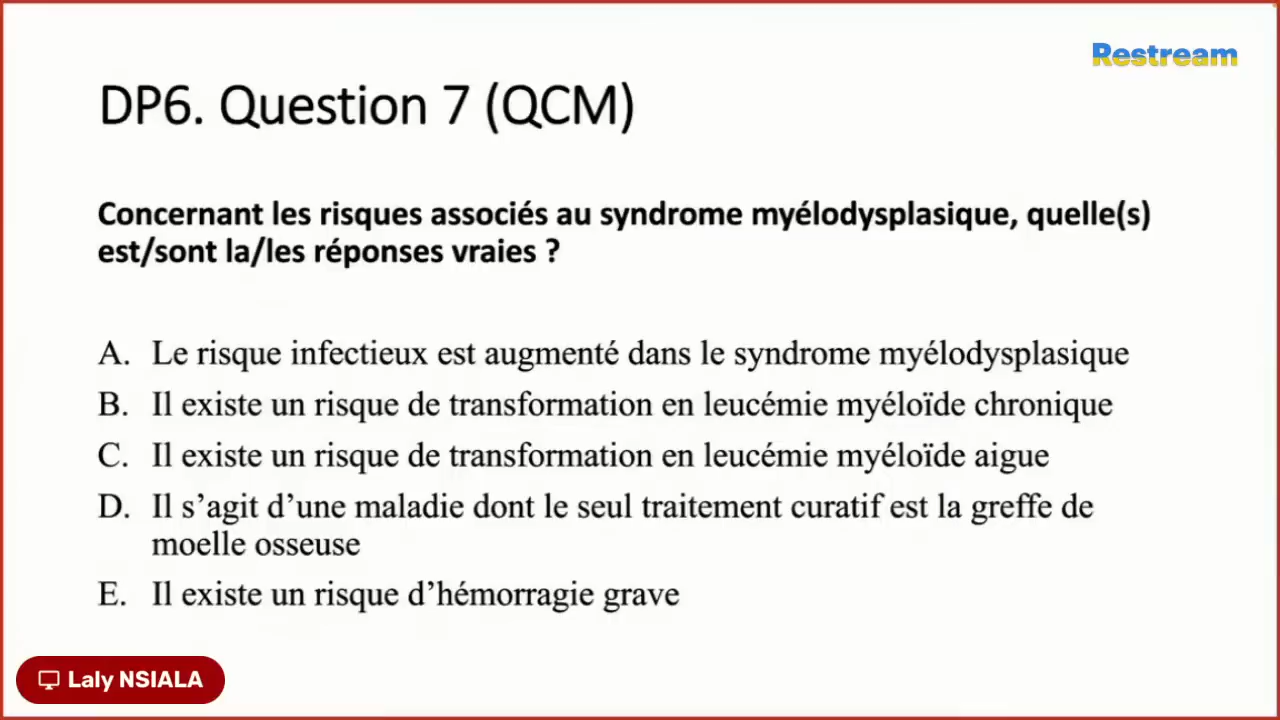 Restream
DP6. Question 7 (QCM)
Concernant les risques associés au syndrome myélodysplasique, quelle(s)
est/sont la/les réponses vraies ?
A. Le risque infectieux est augmenté dans le syndrome myélodysplasique
B. Il existe un risque de transformation en leucémie myéloïde chronique
C. Il existe un risque de transformation en leucémie myéloïde aigue
D. Il s’agit d’une maladie dont le seul traitement curatif est la greffe de
moelle osseuse
E. Il existe un risque d’hémorragie grave
Laly NSIALA